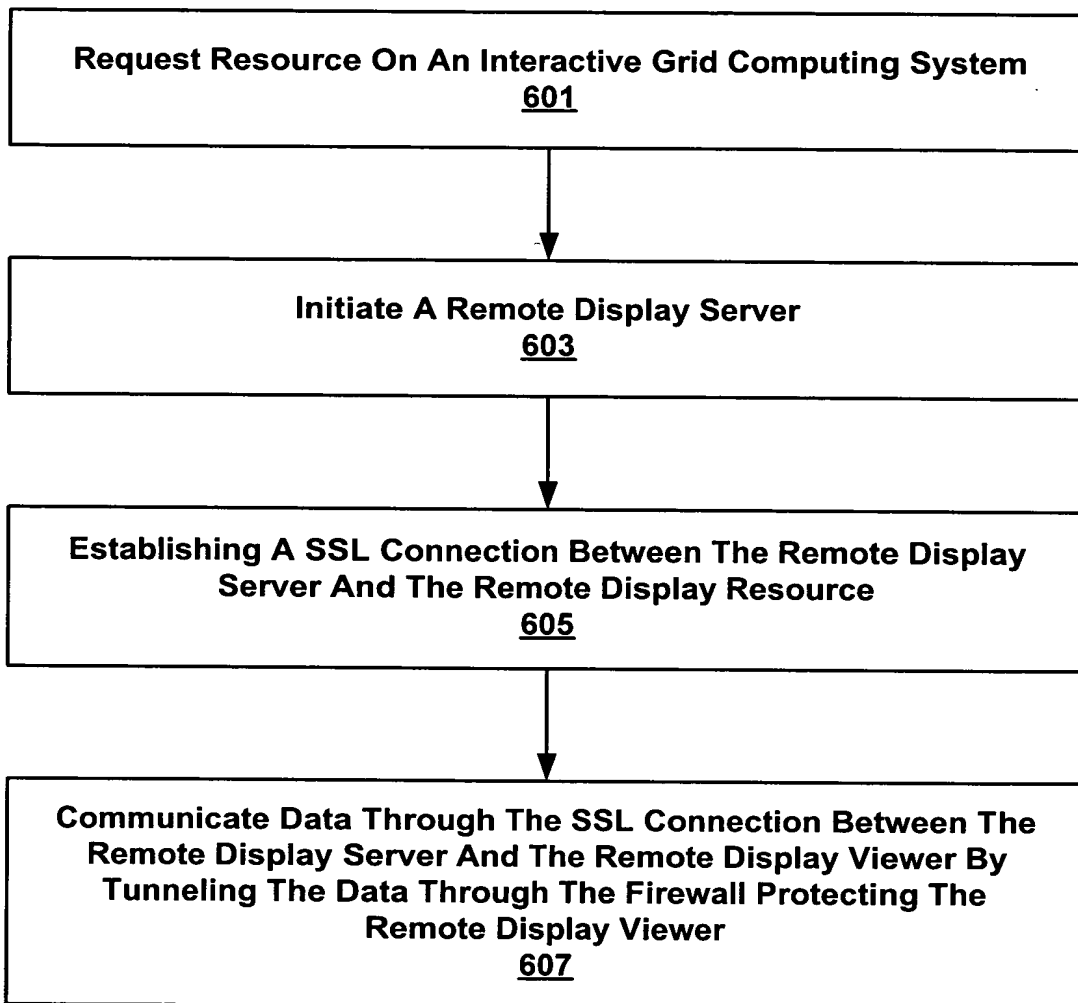 Request Resource On An Interactive Grid Computing System
601
Initiate A Remote Display Server
603
Establishing A SSL Connection Between The Remote Display
Server And The Remote Display Resource
605
Communicate Data Through The SSL Connection Between The
Remote Display Server And The Remote Display Viewer By
Tunneling The Data Through The Firewall Protecting The
Remote Display Viewer
607